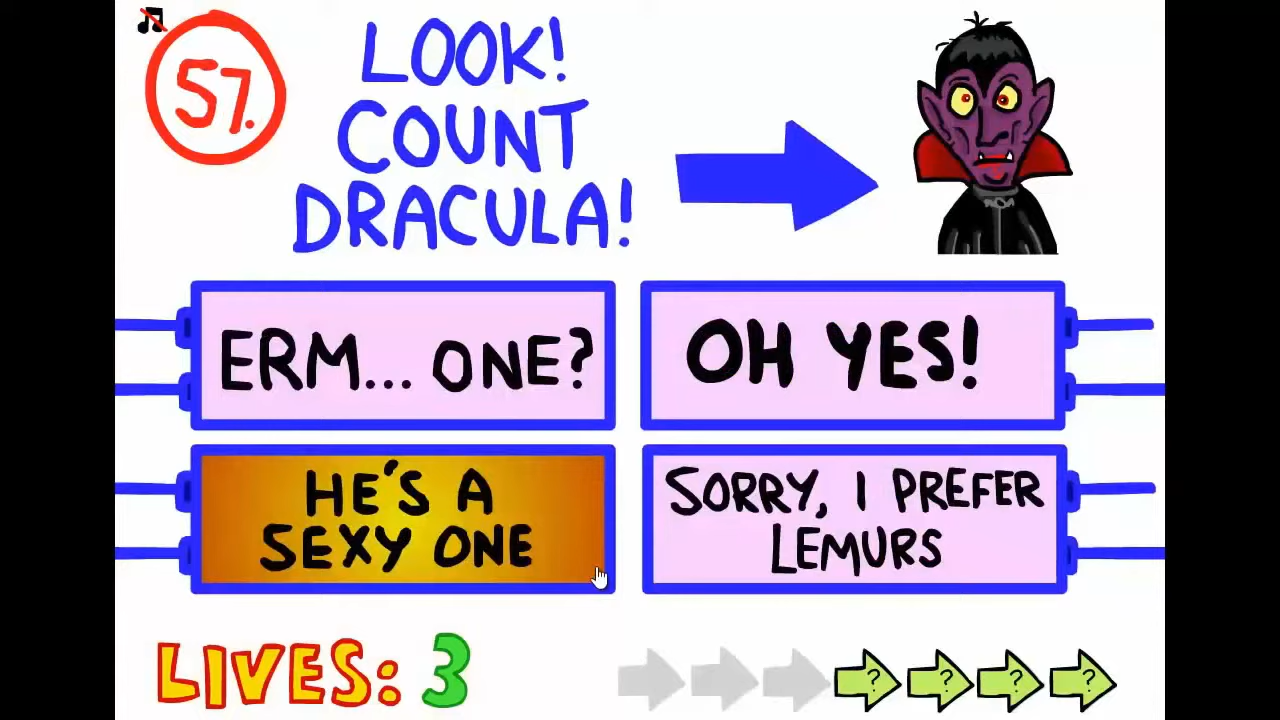 57.
LOOK!
COUNT
DRACULA!
ERM... ONE?
OH YES!
HE'S A
SEXY ONE
SORRY, I PREFER
LEMURS
LIVES: 3
? ? ? ?